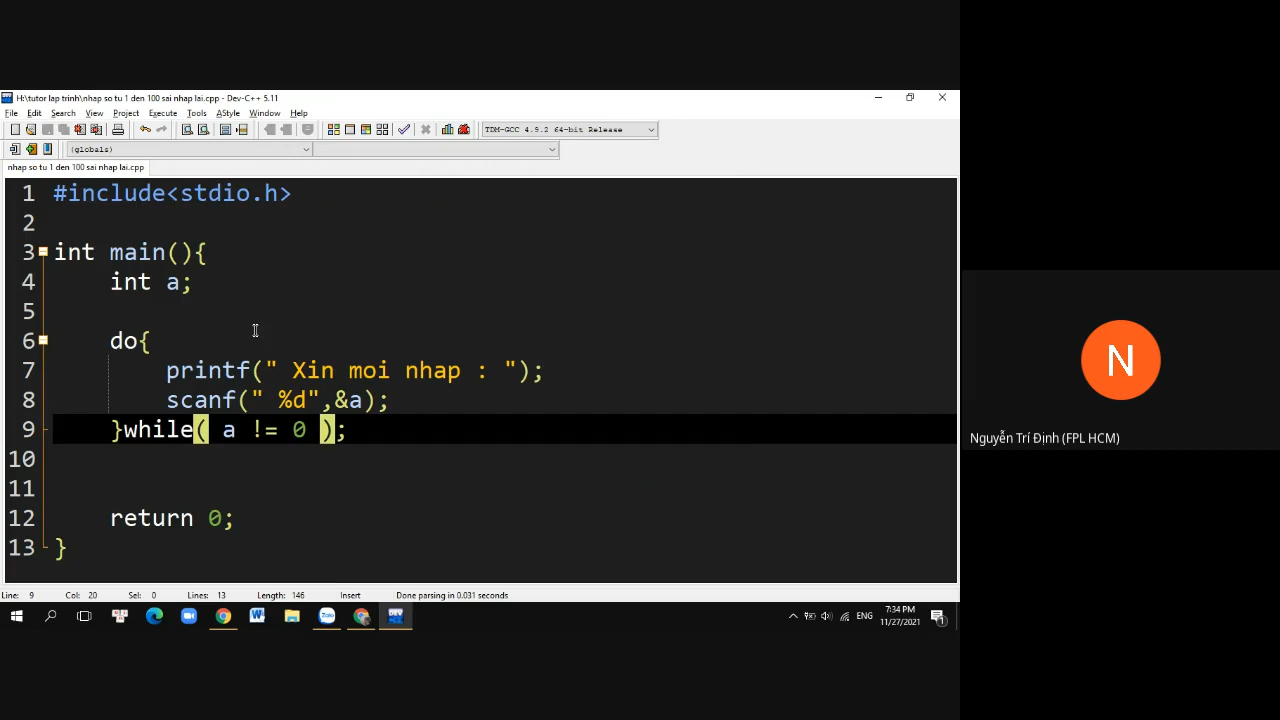 H:\tutor lap trinh\nhap so tu 1 den 100 sai nhap lai.cpp - Dev-C++ 5.11
File Edit Search View Project Execute Tools AStyle Window Help
TDM-GCC 4.9.2 64-bit Release
(globals)
nhap so tu 1 den 100 sai nhap lai.cpp
1 #include<stdio.h>
2
3 int main(){
4 int a;
5
6 do{
7 printf(" Xin moi nhap : ");
8 scanf(" %d",&a);
9 }while( a != 0 );
10
11
12 return 0;
13 }
N
Nguyễn Trí Định (FPL HCM)
Line: 9 Col: 20 Sel: 0 Lines: 13 Length: 146 Insert Done parsing in 0.031 seconds
W Zalo DEV ENG 7:34 PM
11/27/2021
1